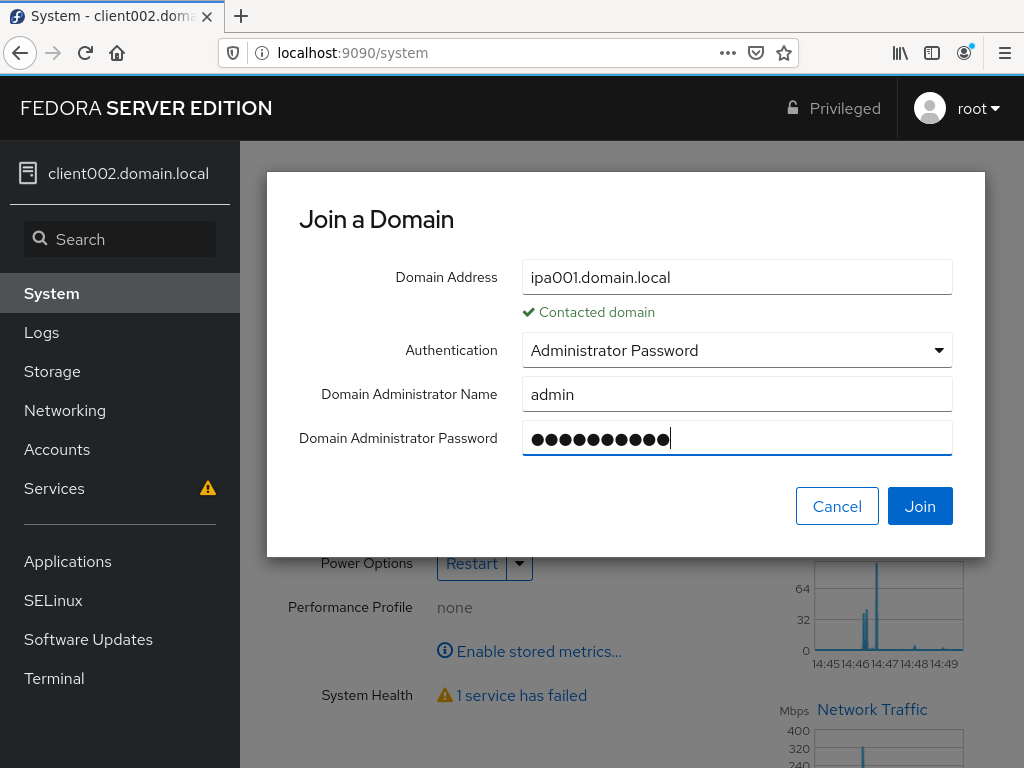 System - client002.doma
localhost:9090/system
FEDORA SERVER EDITION
Privileged
root
client002.domain.local
Search
System
Logs
Storage
Networking
Accounts
Services
Applications
SELinux
Software Updates
Terminal
Join a Domain
Domain Address ipa001.domain.local
Contacted domain
Authentication Administrator Password
Domain Administrator Name admin
Domain Administrator Password ●●●●●●●●●●
Cancel Join
Power Options Restart
Performance Profile none
Enable stored metrics...
System Health 1 service has failed
64
32
0
14:45 14:46 14:47 14:48 14:49
Mbps Network Traffic
400
320
240